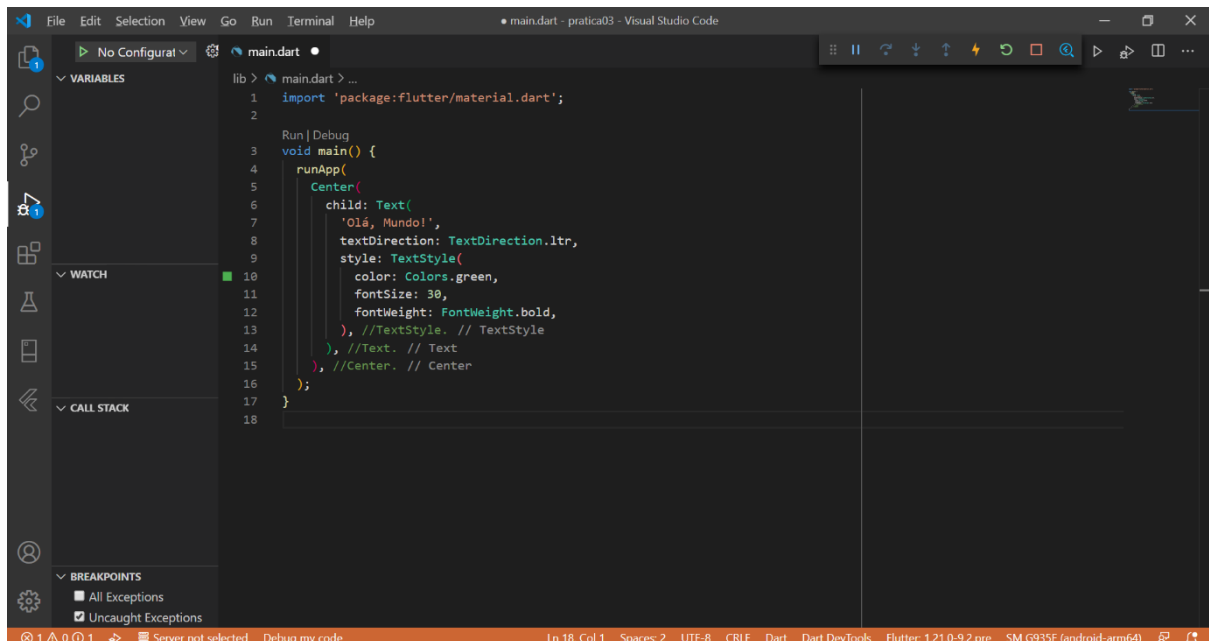 File Edit Selection View Go Run Terminal Help
● main.dart - pratica03 - Visual Studio Code
No Configurat
main.dart ●
VARIABLES
WATCH
CALL STACK
BREAKPOINTS
All Exceptions
Uncaught Exceptions
1
1
lib > main.dart > ...
1 import 'package:flutter/material.dart';
2
Run | Debug
3 void main() {
4 runApp(
5 Center(
6 child: Text(
7 'Olá, Mundo!',
8 textDirection: TextDirection.ltr,
9 style: TextStyle(
10 color: Colors.green,
11 fontSize: 30,
12 fontWeight: FontWeight.bold,
13 ), //TextStyle. // TextStyle
14 ), //Text. // Text
15 ), //Center. // Center
16 );
17 }
18
1 0 1 Server not selected Debug my code Ln 18, Col 1 Spaces: 2 UTF-8 CRLF Dart Dart DevTools Flutter: 1.21.0-9.2.pre SM G935F (android-arm64)